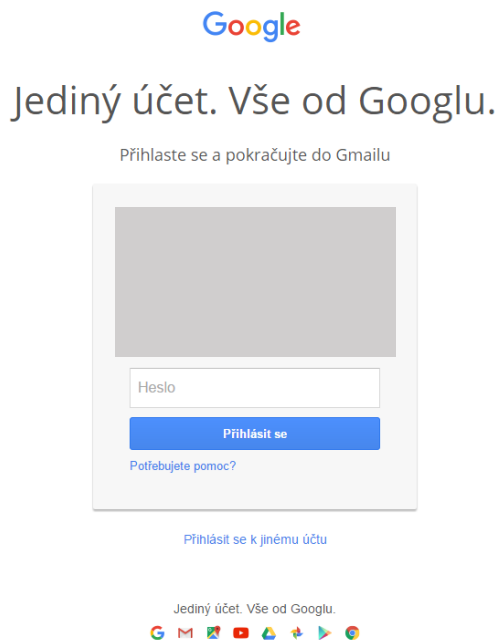 Google
Jediný účet. Vše od Googlu.
Přihlaste se a pokračujte do Gmailu
Heslo
Přihlásit se
Potřebujete pomoc?
Přihlásit se k jinému účtu
Jediný účet. Vše od Googlu.